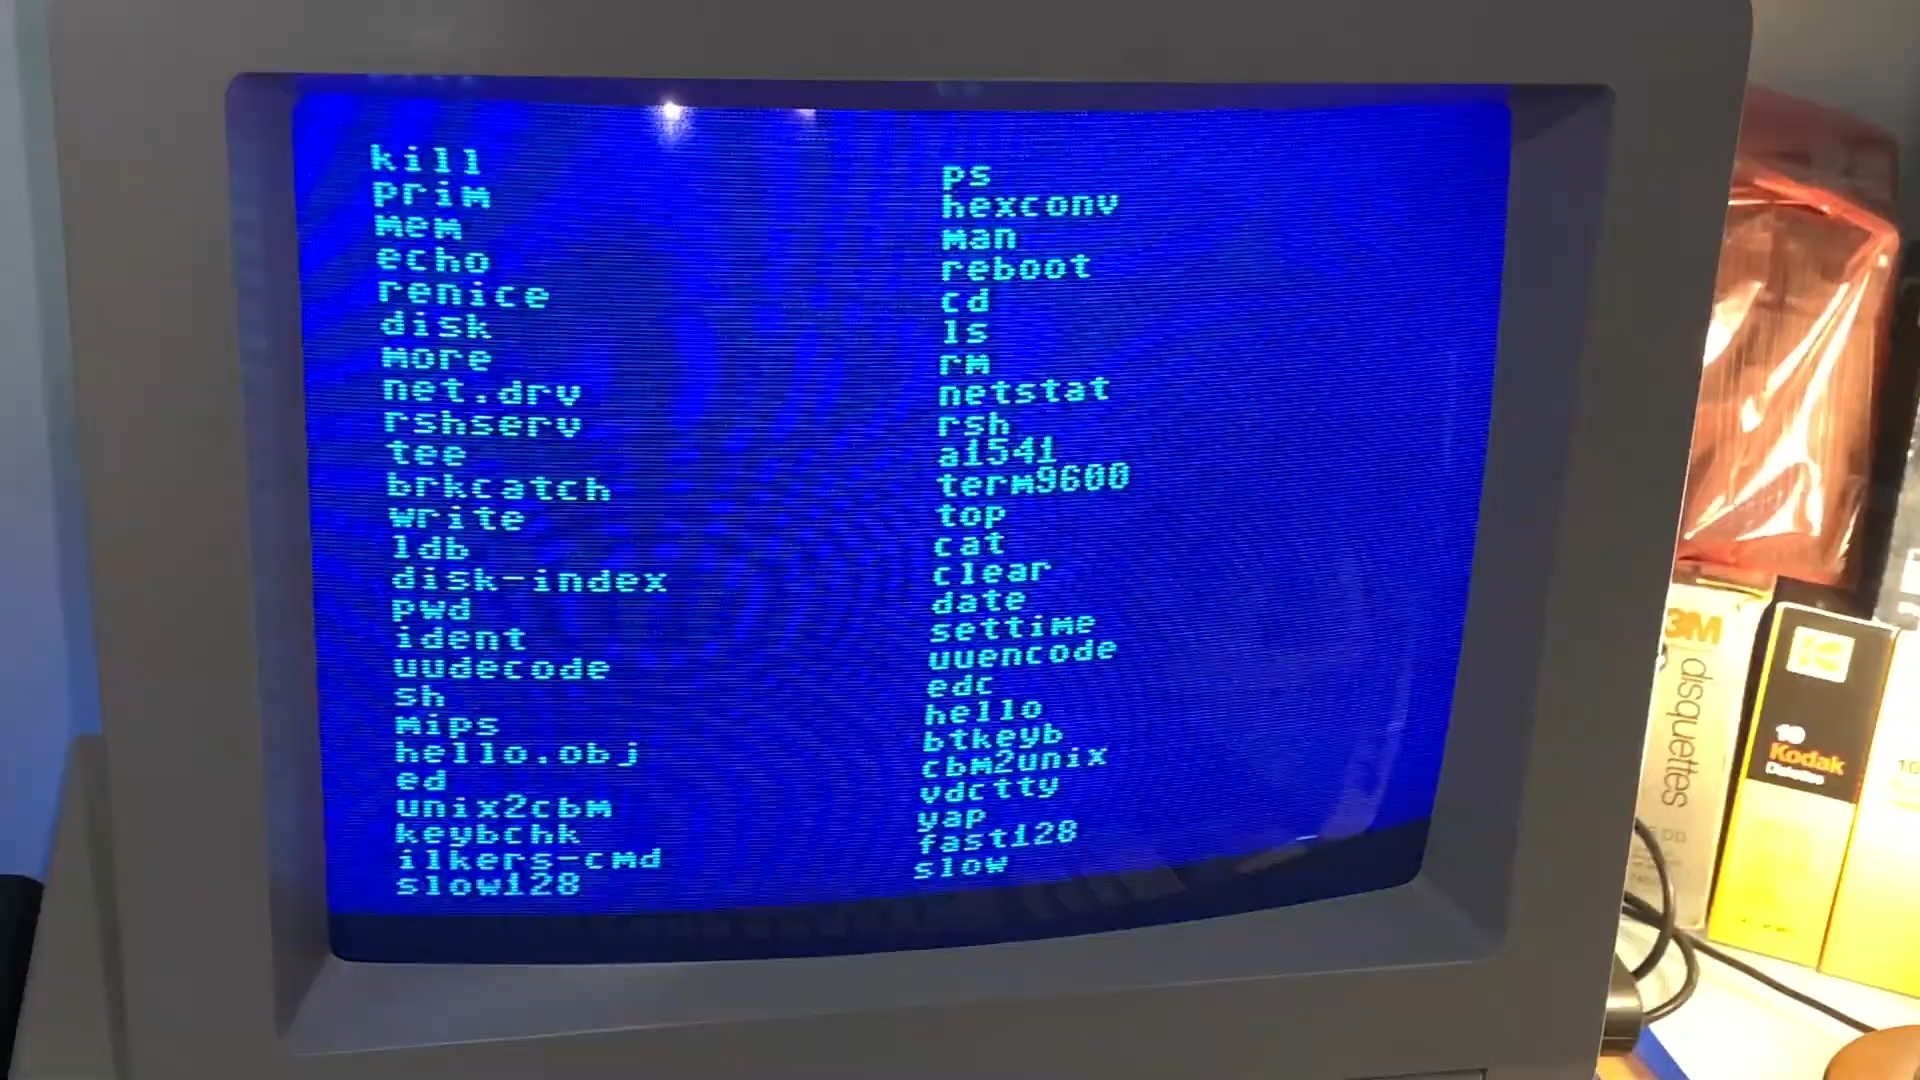 kill ps
prim hexconv
mem man
echo reboot
renice cd
disk ls
more rm
net.drv netstat
rshserv rsh
tee a1541
brkcatch term9600
write top
ldb cat
disk-index clear
pwd date
ident settime
uudecode uuencode
sh edc
mips hello
hello.obj btkeyb
ed cbm2unix
unix2cbm vdctty
keybchk yap
ilkers-cmd fast128
slow128 slow
3M
disquettes
10
Kodak